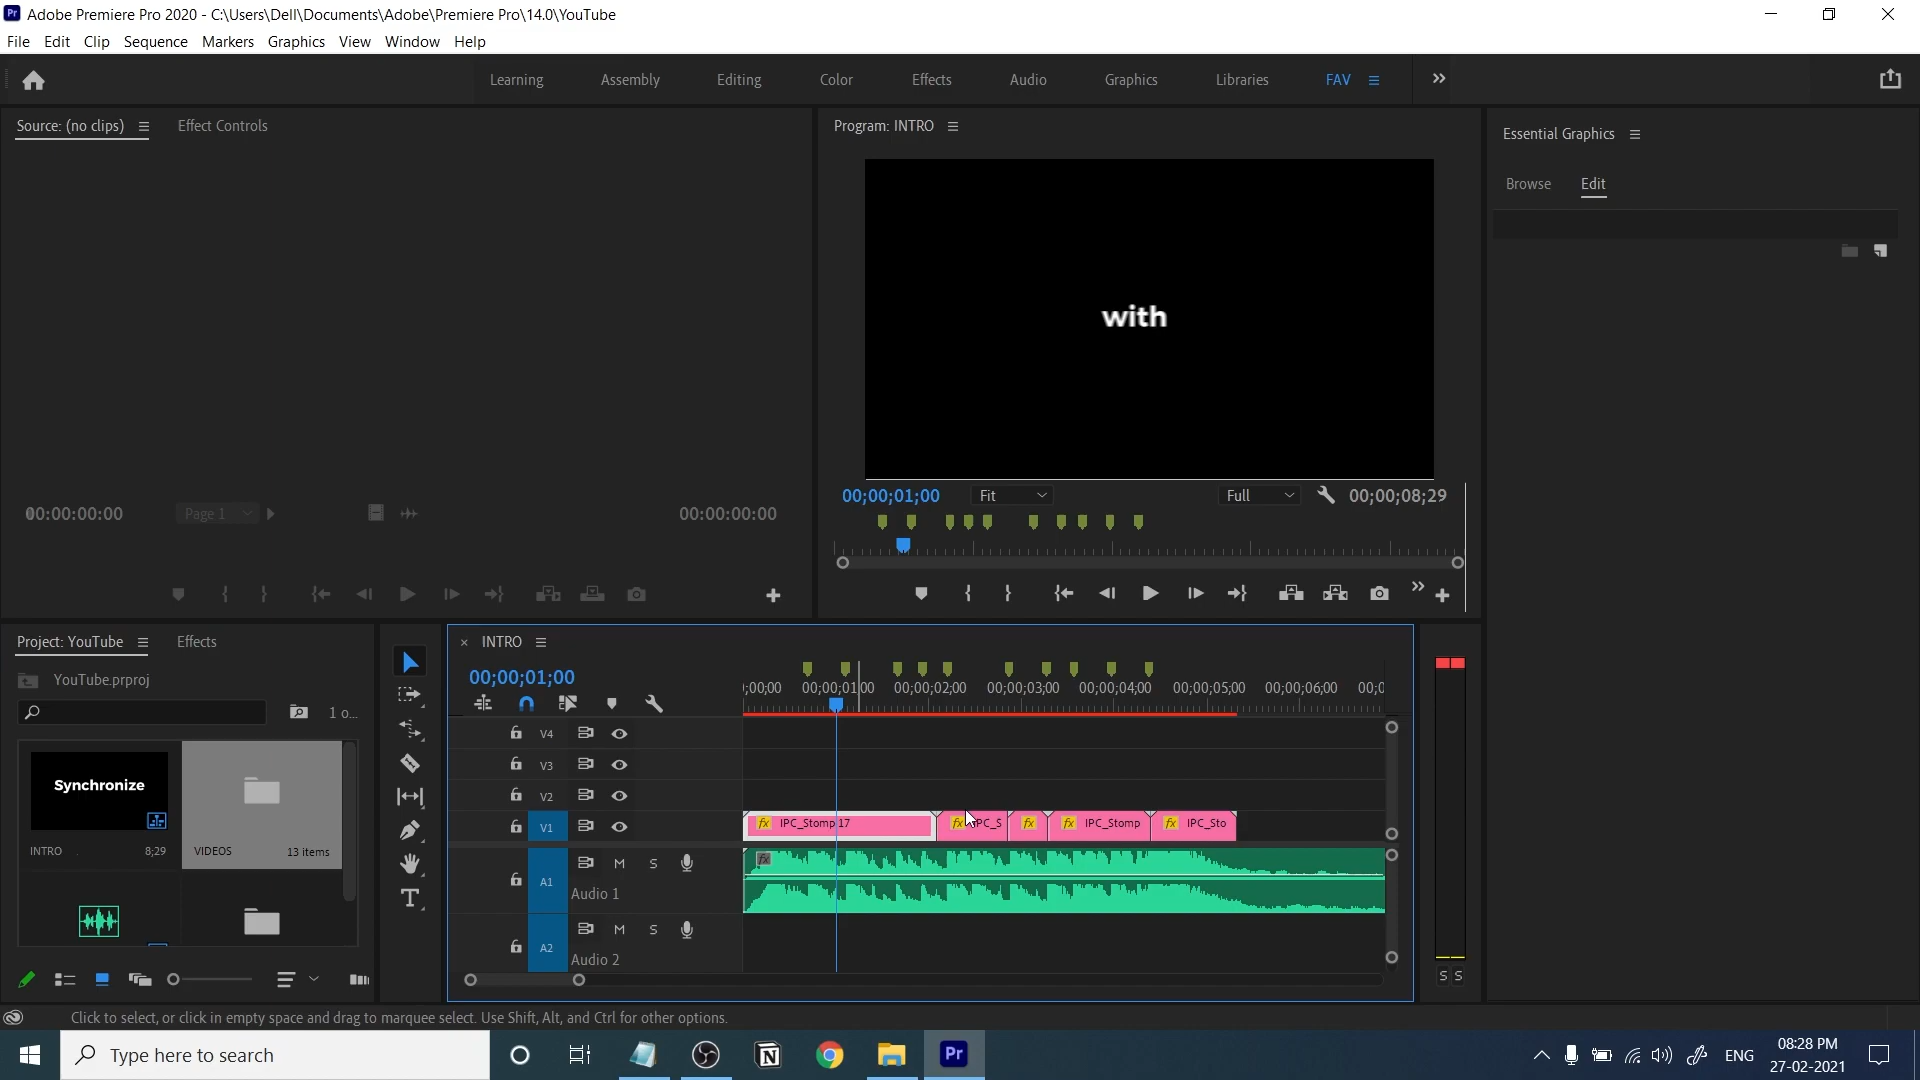 Adobe Premiere Pro 2020 - C:\Users\Dell\Documents\Adobe\Premiere Pro\14.0\YouTube
File Edit Clip Sequence Markers Graphics View Window Help
Learning Assembly Editing Color Effects Audio Graphics Libraries FAV
Source: (no clips) Effect Controls
Program: INTRO
Essential Graphics
Browse Edit
with
00;00;01;00 Fit Full 00;00;08;29
00:00:00:00 Page 1 00:00:00:00
Project: YouTube Effects
YouTube.prproj
1 o...
Synchronize
INTRO 8;29
VIDEOS 13 items
INTRO
00;00;01;00
;00;00 00;00;01;00 00;00;02;00 00;00;03;00 00;00;04;00 00;00;05;00 00;00;06;00 00;0
V4
V3
V2
V1 IPC_Stomp 17 IPC_S IPC_Stomp IPC_Sto
A1 M S
Audio 1
A2 M S
Audio 2
S S
Click to select, or click in empty space and drag to marquee select. Use Shift, Alt, and Ctrl for other options.
Type here to search
ENG
08:28 PM
27-02-2021